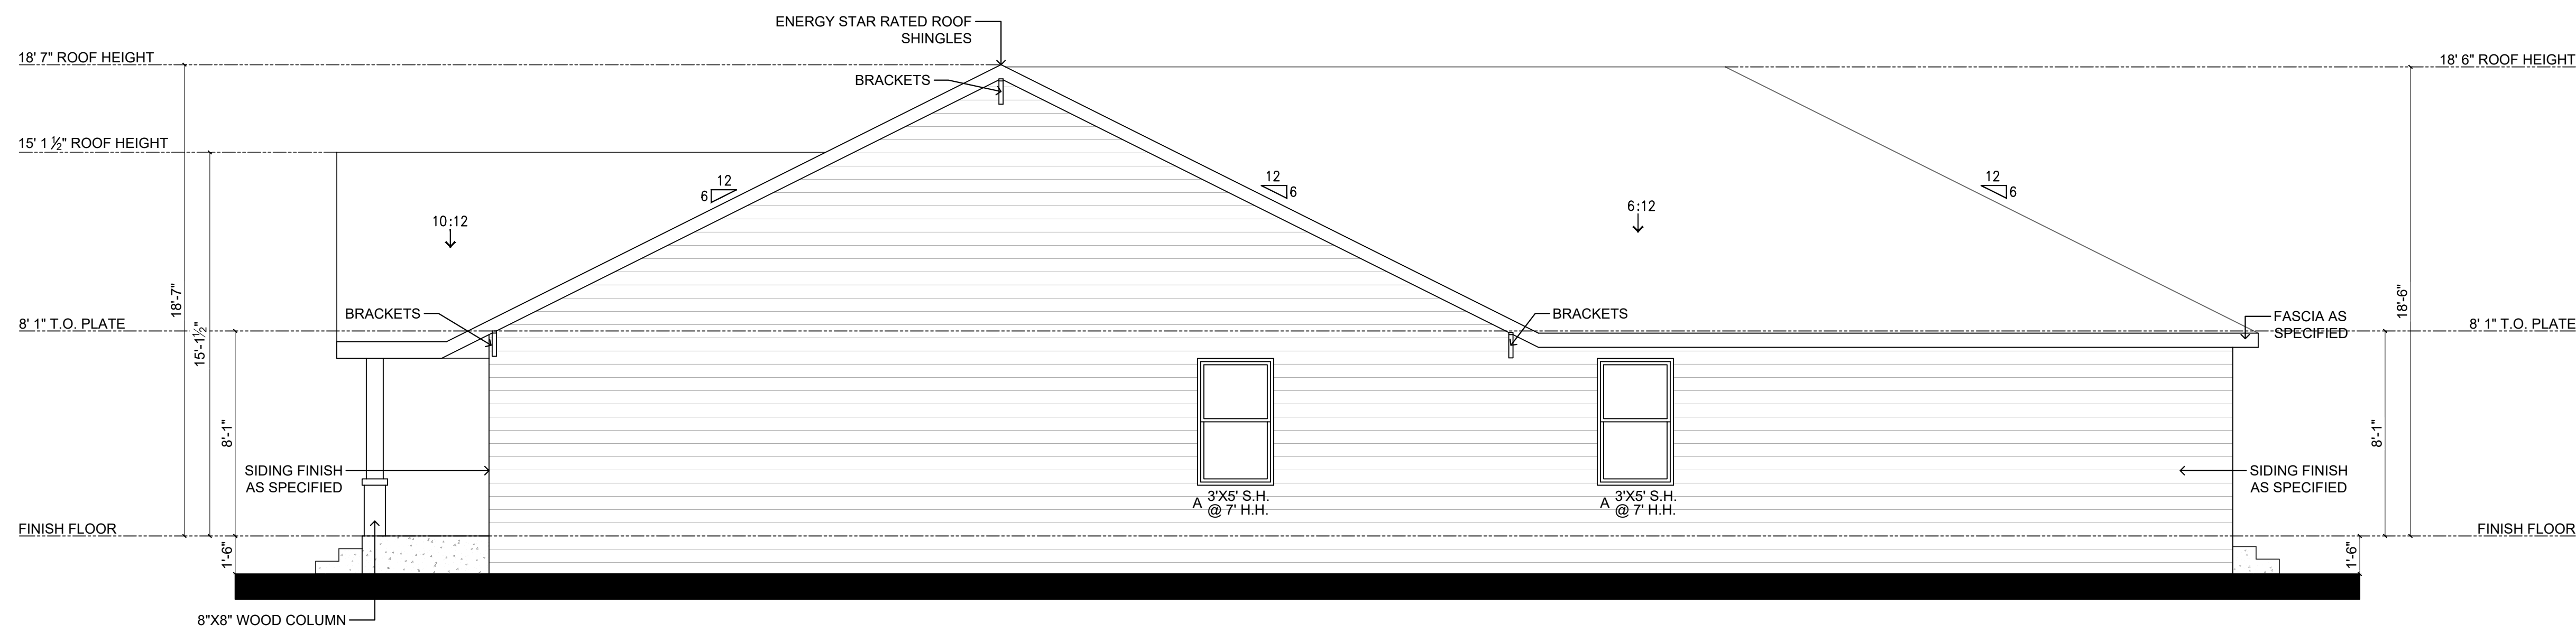 ENERGY STAR RATED ROOF
SHINGLES
18' 7" ROOF HEIGHT
18' 6" ROOF HEIGHT
BRACKETS
15' 1 ½" ROOF HEIGHT
12
6
12
6
12
6
10:12
6:12
18'-7"
15'-1½"
18'-6"
BRACKETS
BRACKETS
8' 1" T.O. PLATE
8' 1" T.O. PLATE
FASCIA AS
SPECIFIED
8'-1"
8'-1"
SIDING FINISH
AS SPECIFIED
SIDING FINISH
AS SPECIFIED
A 3'X5' S.H.
@ 7' H.H.
A 3'X5' S.H.
@ 7' H.H.
FINISH FLOOR
FINISH FLOOR
1'-6"
1'-6"
8"X8" WOOD COLUMN